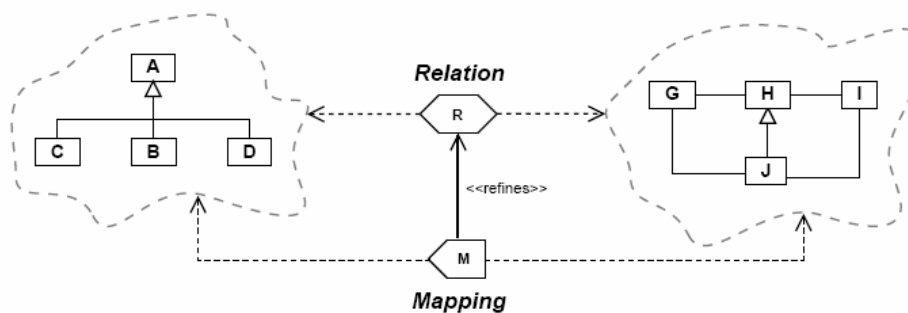 A
C
B
D
Relation
R
<<refines>>
M
Mapping
G
H
I
J